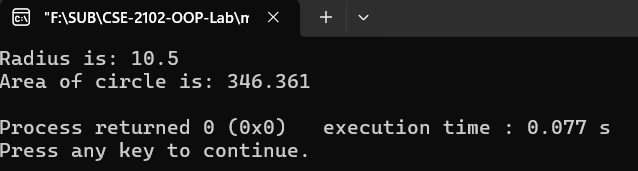 "F:\SUB\CSE-2102-OOP-Lab\m
Radius is: 10.5
Area of circle is: 346.361
Process returned 0 (0x0)   execution time : 0.077 s
Press any key to continue.